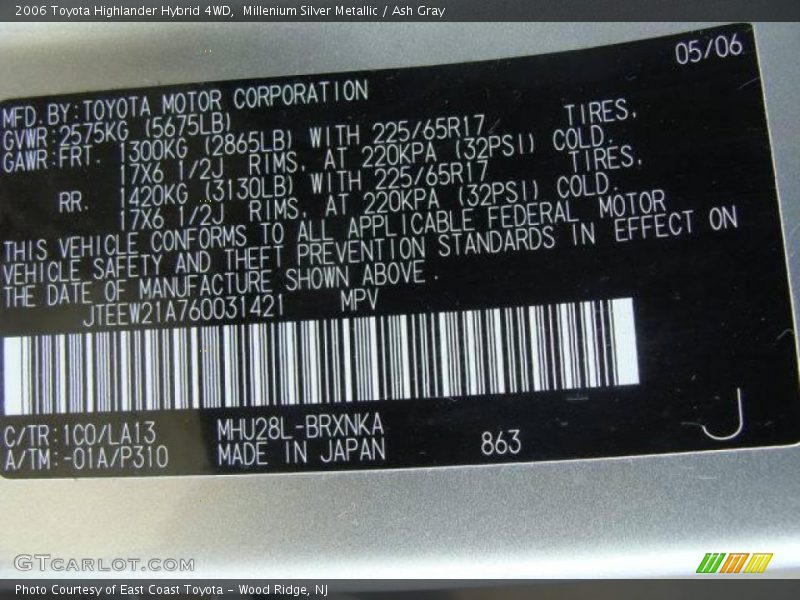 2006 Toyota Highlander Hybrid 4WD, Millenium Silver Metallic / Ash Gray
05/06
MFD.BY:TOYOTA MOTOR CORPORATION
GVWR:2575KG (5675LB)
GAWR:FRT. 1300KG (2865LB) WITH 225/65R17 TIRES,
17X6 1/2J RIMS, AT 220KPA (32PSI) COLD.
RR. 1420KG (3130LB) WITH 225/65R17 TIRES,
17X6 1/2J RIMS, AT 220KPA (32PSI) COLD.
THIS VEHICLE CONFORMS TO ALL APPLICABLE FEDERAL MOTOR
VEHICLE SAFETY AND THEFT PREVENTION STANDARDS IN EFFECT ON
THE DATE OF MANUFACTURE SHOWN ABOVE.
JTEEW21A760031421 MPV
C/TR:1C0/LA13 MHU28L-BRXNKA
A/TM:-01A/P310 MADE IN JAPAN 863 J
GTCARLOT.COM
Photo Courtesy of East Coast Toyota - Wood Ridge, NJ